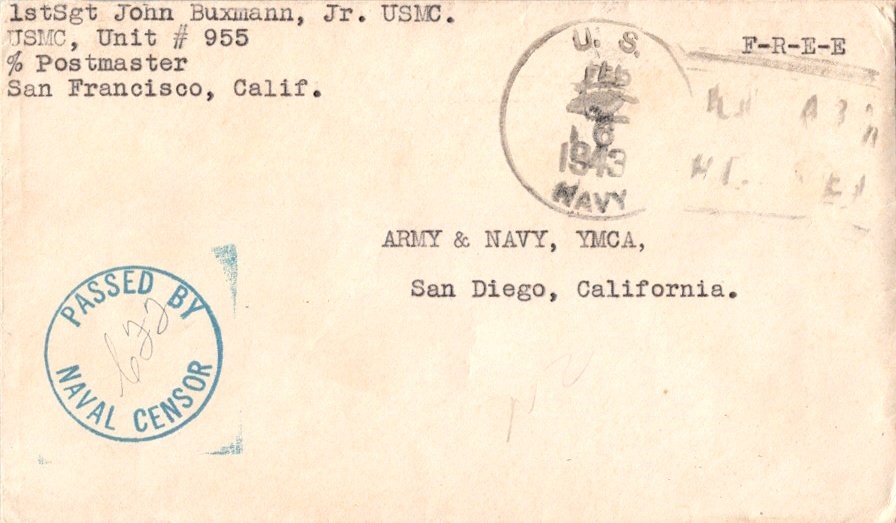 1stSgt John Buxmann, Jr. USMC.
USMC, Unit # 955
% Postmaster
San Francisco, Calif.
F-R-E-E
U. S.
FEB
6
1943
NAVY
ARMY & NAVY, YMCA,
San Diego, California.
PASSED BY
NAVAL CENSOR